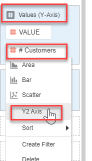 Values (Y-Axis)
VALUE
# Customers
Area
Bar
Scatter
Y2 Axis
Sort
Create Filter
Delete